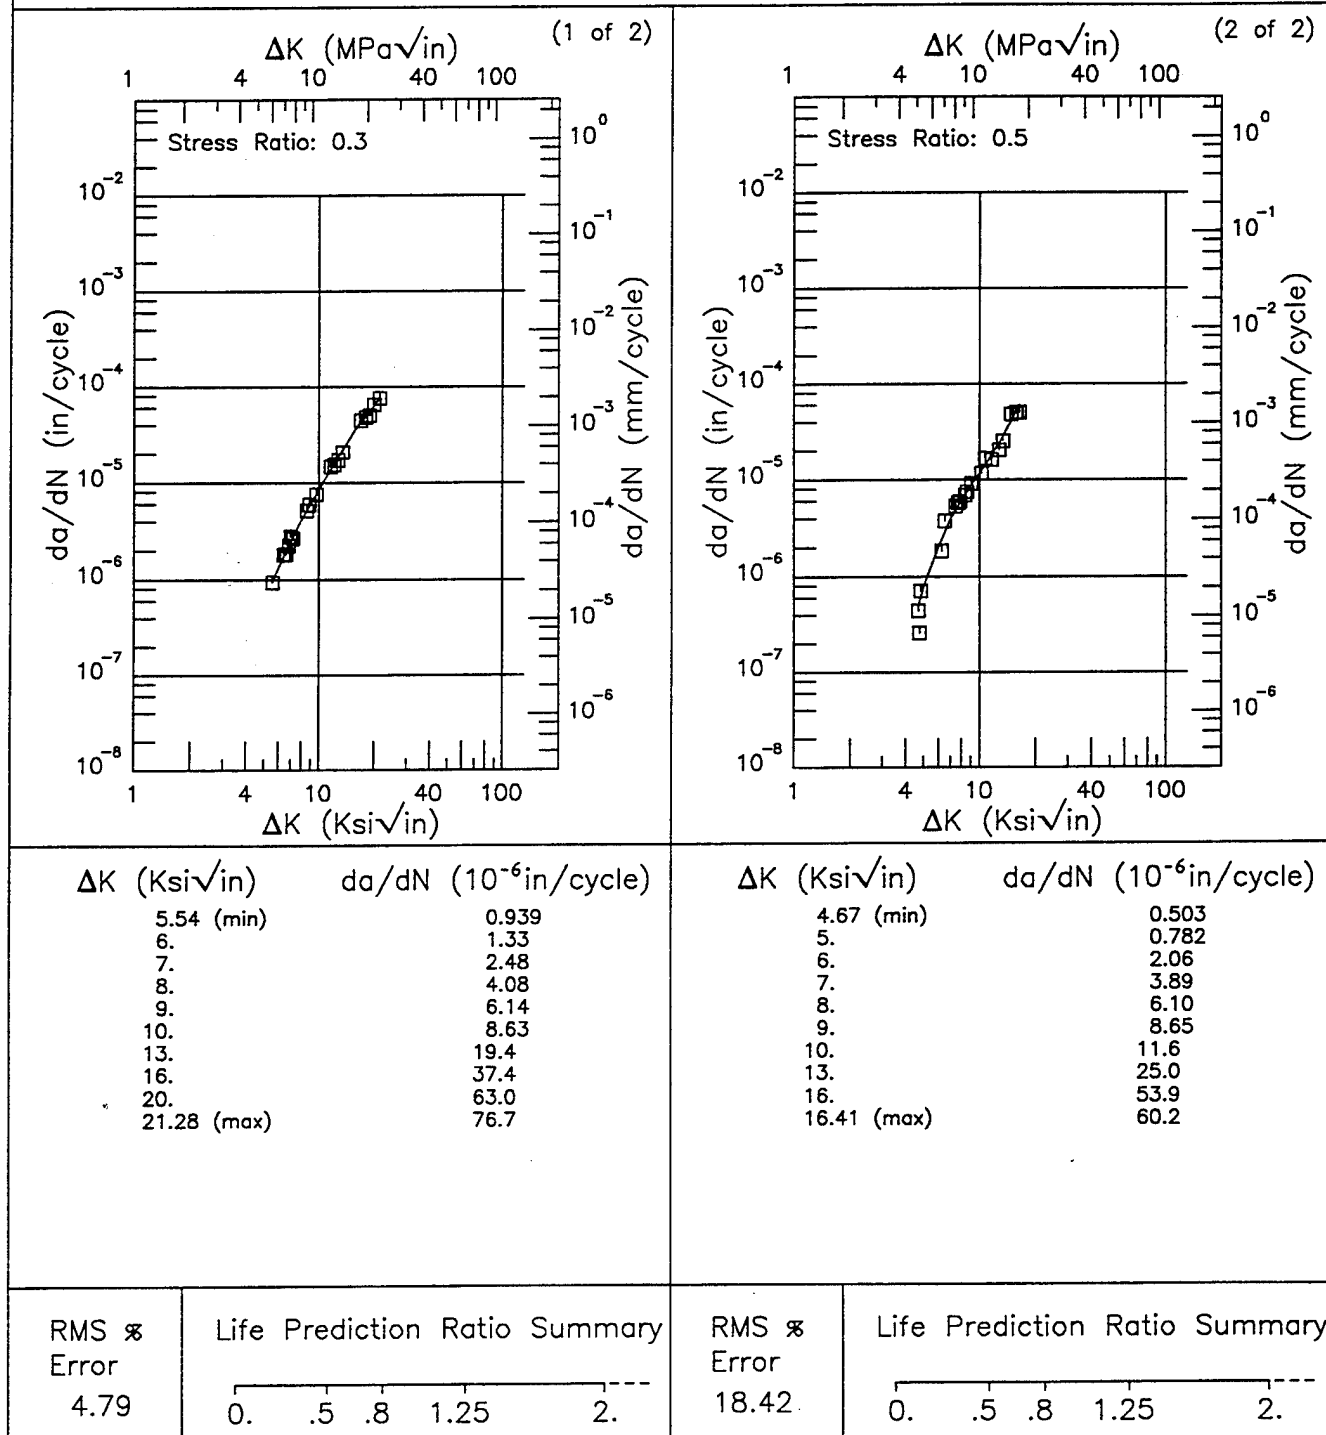 (1 of 2)
ΔK (MPa√in)
1 4 10 40 100
Stress Ratio: 0.3
10⁰
10⁻²
10⁻¹
10⁻³
10⁻²
10⁻⁴
10⁻³
10⁻⁵
10⁻⁴
10⁻⁶
10⁻⁵
10⁻⁷
10⁻⁶
10⁻⁸
da/dN (in/cycle)
da/dN (mm/cycle)
1 4 10 40 100
ΔK (Ksi√in)
ΔK (Ksi√in) da/dN (10⁻⁶in/cycle)
5.54 (min) 0.939
6. 1.33
7. 2.48
8. 4.08
9. 6.14
10. 8.63
13. 19.4
16. 37.4
20. 63.0
21.28 (max) 76.7
RMS % Error
4.79
Life Prediction Ratio Summary
0. .5 .8 1.25 2.
(2 of 2)
ΔK (MPa√in)
1 4 10 40 100
Stress Ratio: 0.5
10⁰
10⁻²
10⁻¹
10⁻³
10⁻²
10⁻⁴
10⁻³
10⁻⁵
10⁻⁴
10⁻⁶
10⁻⁵
10⁻⁷
10⁻⁶
10⁻⁸
da/dN (in/cycle)
da/dN (mm/cycle)
1 4 10 40 100
ΔK (Ksi√in)
ΔK (Ksi√in) da/dN (10⁻⁶in/cycle)
4.67 (min) 0.503
5. 0.782
6. 2.06
7. 3.89
8. 6.10
9. 8.65
10. 11.6
13. 25.0
16. 53.9
16.41 (max) 60.2
RMS % Error
18.42
Life Prediction Ratio Summary
0. .5 .8 1.25 2.